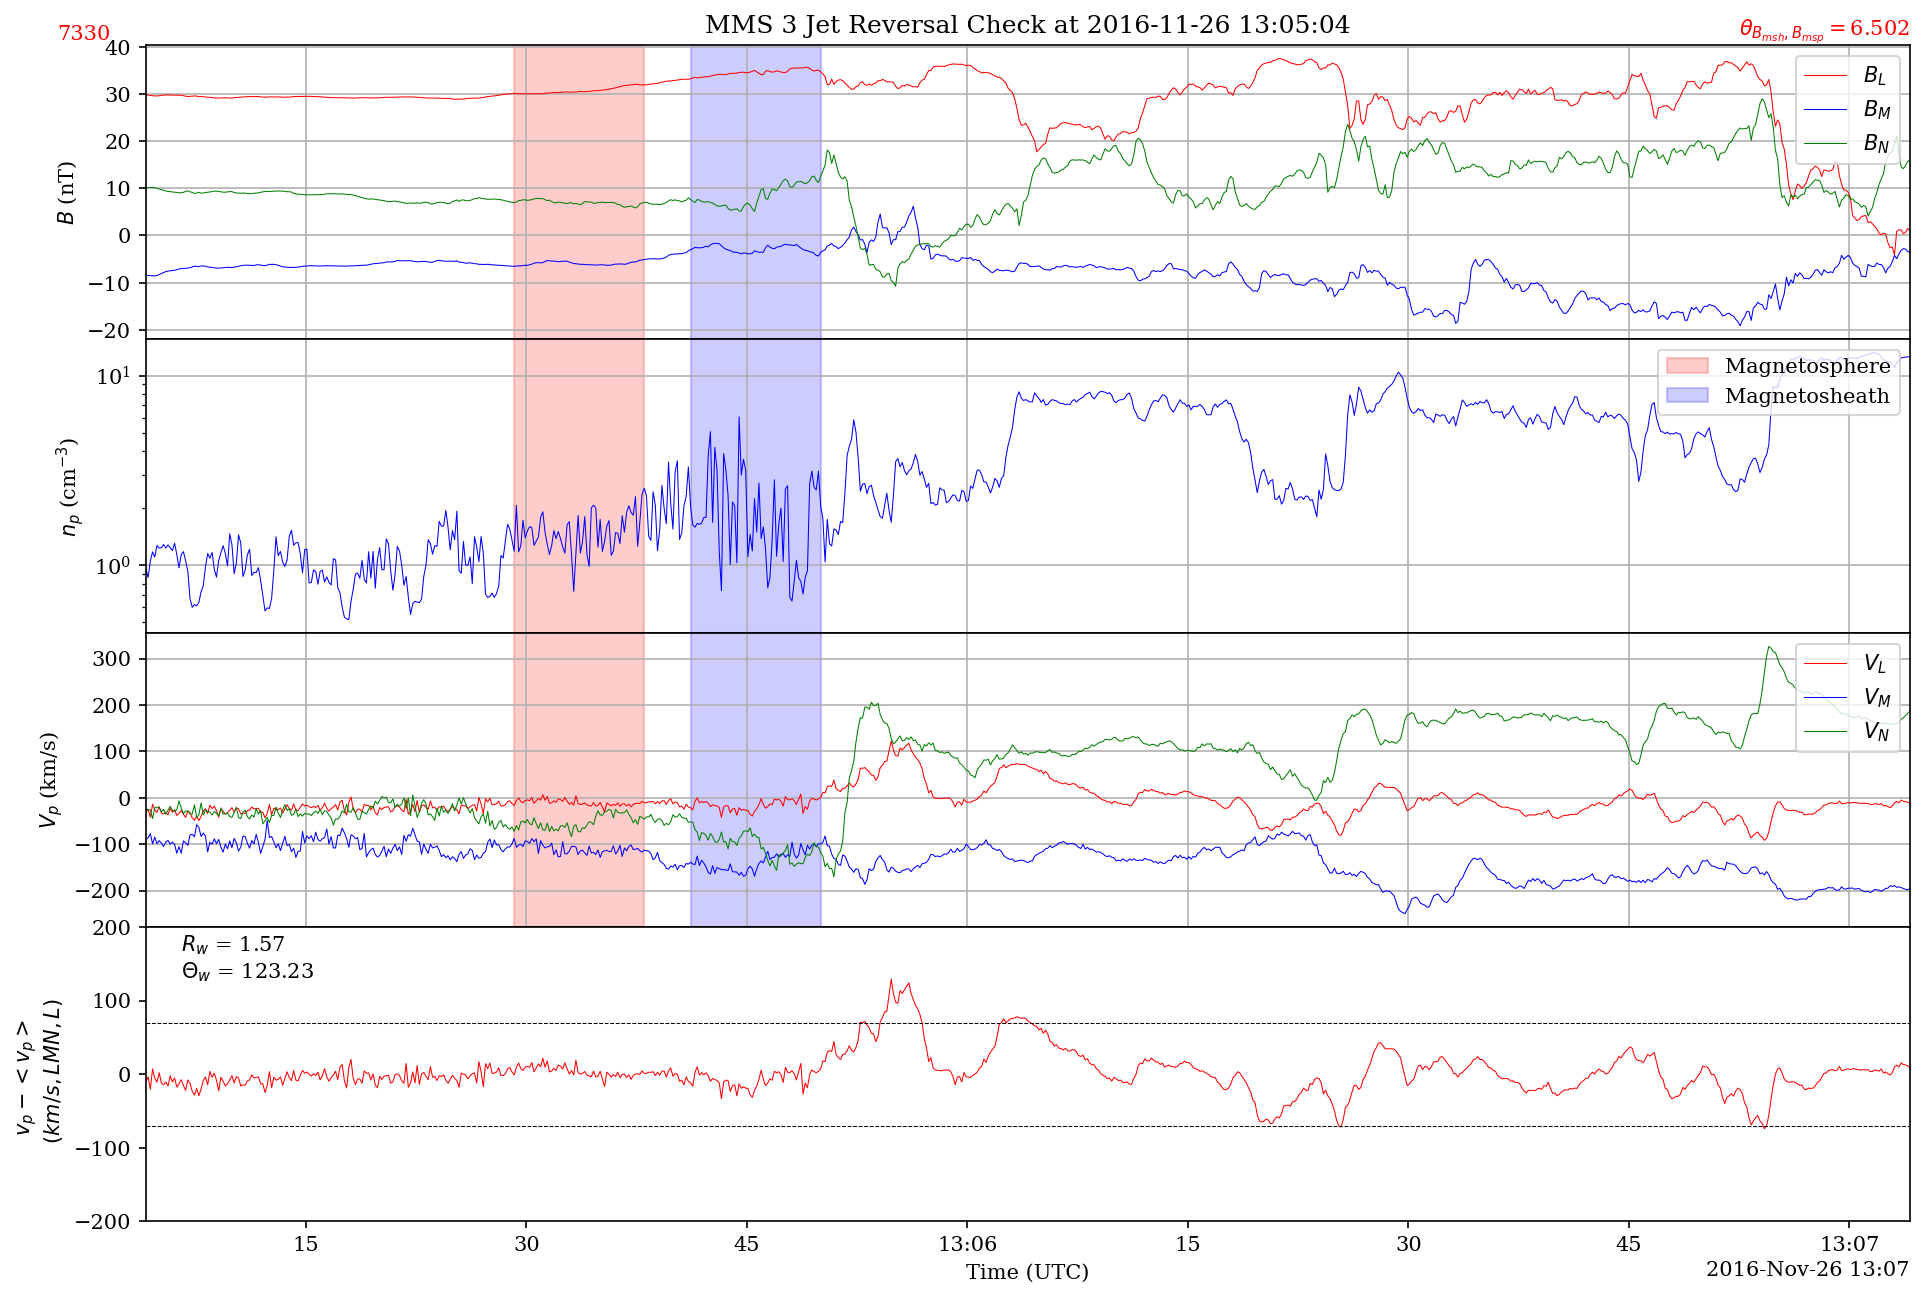 MMS 3 Jet Reversal Check at 2016-11-26 13:05:04
7330
θ_{B_{msh}, B_{msp}} = 6.502
40
30
20
10
0
−10
−20
B (nT)
B_L
B_M
B_N
10^1
10^0
n_p (cm^{−3})
Magnetosphere
Magnetosheath
300
200
100
0
−100
−200
V_p (km/s)
V_L
V_M
V_N
200
100
0
−100
−200
v_p − < v_p >
(km/s, LMN, L)
R_w = 1.57
Θ_w = 123.23
15
30
45
13:06
15
30
45
13:07
Time (UTC)
2016-Nov-26 13:07